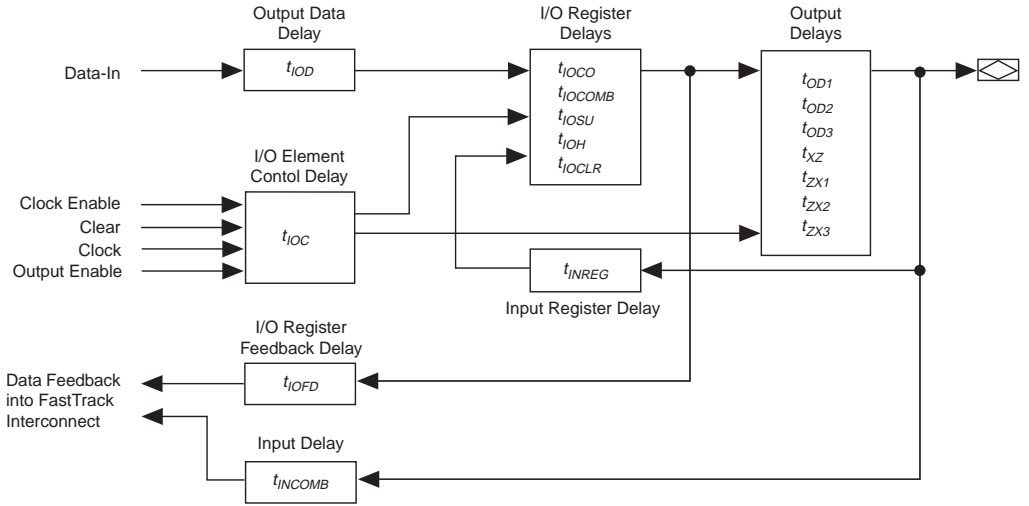 Output Data
Delay
I/O Register
Delays
Output
Delays
Data-In
tIOD
tIOCO
tIOCOMB
tIOSU
tIOH
tIOCLR
tOD1
tOD2
tOD3
tXZ
tZX1
tZX2
tZX3
I/O Element
Contol Delay
Clock Enable
Clear
Clock
Output Enable
tIOC
tINREG
Input Register Delay
I/O Register
Feedback Delay
tIOFD
Data Feedback
into FastTrack
Interconnect
Input Delay
tINCOMB